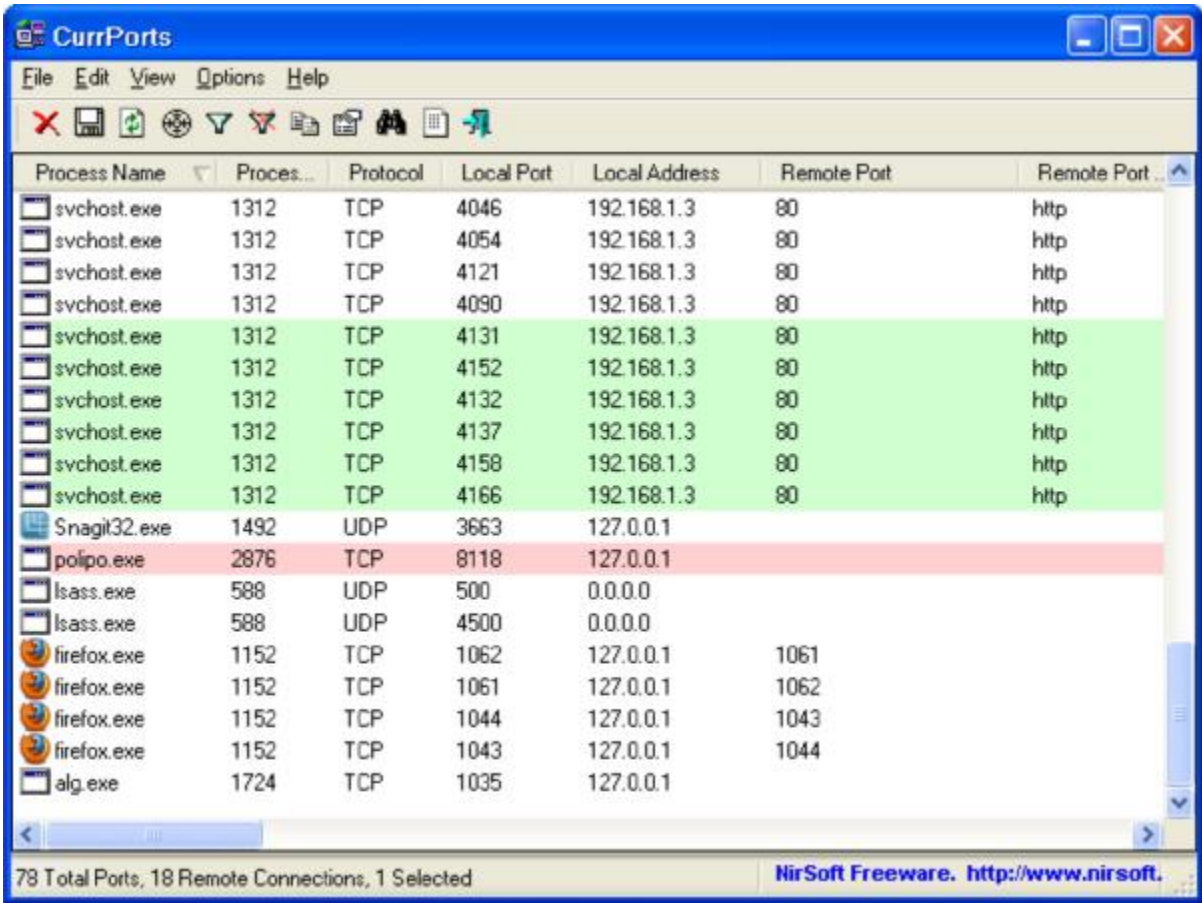 CurrPorts
File Edit View Options Help
Process Name Proces... Protocol Local Port Local Address Remote Port Remote Port ...
svchost.exe 1312 TCP 4046 192.168.1.3 80 http
svchost.exe 1312 TCP 4054 192.168.1.3 80 http
svchost.exe 1312 TCP 4121 192.168.1.3 80 http
svchost.exe 1312 TCP 4090 192.168.1.3 80 http
svchost.exe 1312 TCP 4131 192.168.1.3 80 http
svchost.exe 1312 TCP 4152 192.168.1.3 80 http
svchost.exe 1312 TCP 4132 192.168.1.3 80 http
svchost.exe 1312 TCP 4137 192.168.1.3 80 http
svchost.exe 1312 TCP 4158 192.168.1.3 80 http
svchost.exe 1312 TCP 4166 192.168.1.3 80 http
Snagit32.exe 1492 UDP 3663 127.0.0.1
polipo.exe 2876 TCP 8118 127.0.0.1
lsass.exe 588 UDP 500 0.0.0.0
lsass.exe 588 UDP 4500 0.0.0.0
firefox.exe 1152 TCP 1062 127.0.0.1 1061
firefox.exe 1152 TCP 1061 127.0.0.1 1062
firefox.exe 1152 TCP 1044 127.0.0.1 1043
firefox.exe 1152 TCP 1043 127.0.0.1 1044
alg.exe 1724 TCP 1035 127.0.0.1
78 Total Ports, 18 Remote Connections, 1 Selected NirSoft Freeware. http://www.nirsoft.